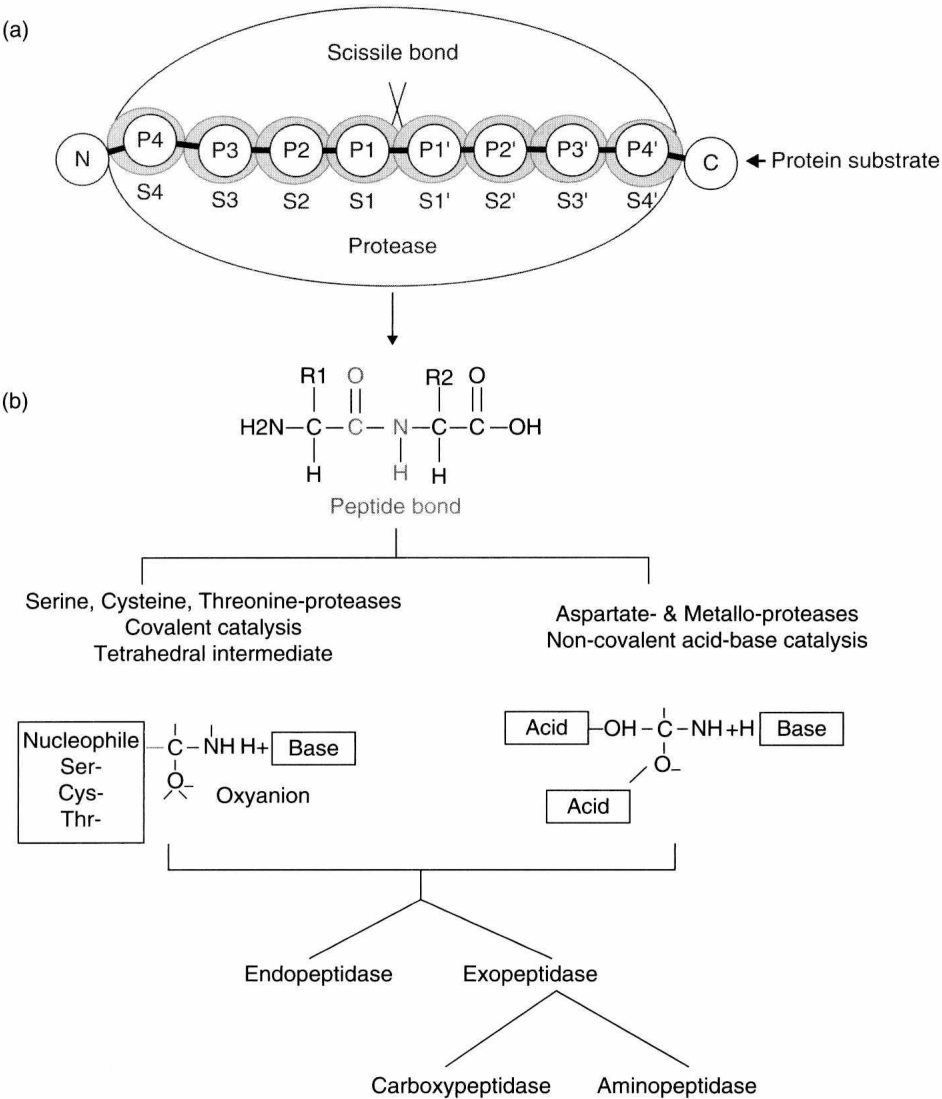 (a)
Scissile bond
N P4 P3 P2 P1 P1' P2' P3' P4' C Protein substrate
S4 S3 S2 S1 S1' S2' S3' S4'
Protease
(b)
R1 O R2 O
H2N–C–C–N–C–C–OH
H H H
Peptide bond
Serine, Cysteine, Threonine-proteases
Covalent catalysis
Tetrahedral intermediate
Aspartate- & Metallo-proteases
Non-covalent acid-base catalysis
Nucleophile
Ser-
Cys-
Thr-
C–NH H+ Base
O–
Oxyanion
Acid –OH–C–NH+H Base
O–
Acid
Endopeptidase Exopeptidase
Carboxypeptidase Aminopeptidase